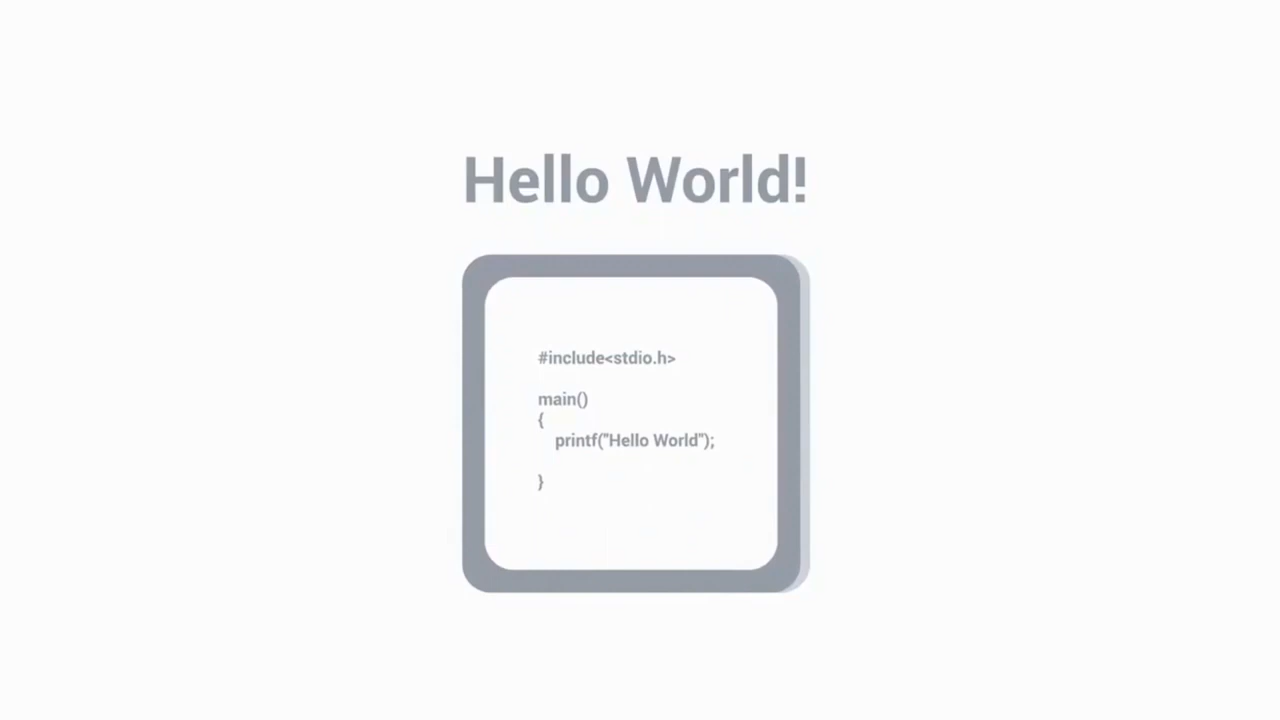 Hello World!
#include<stdio.h>
main()
{
printf("Hello World");
}